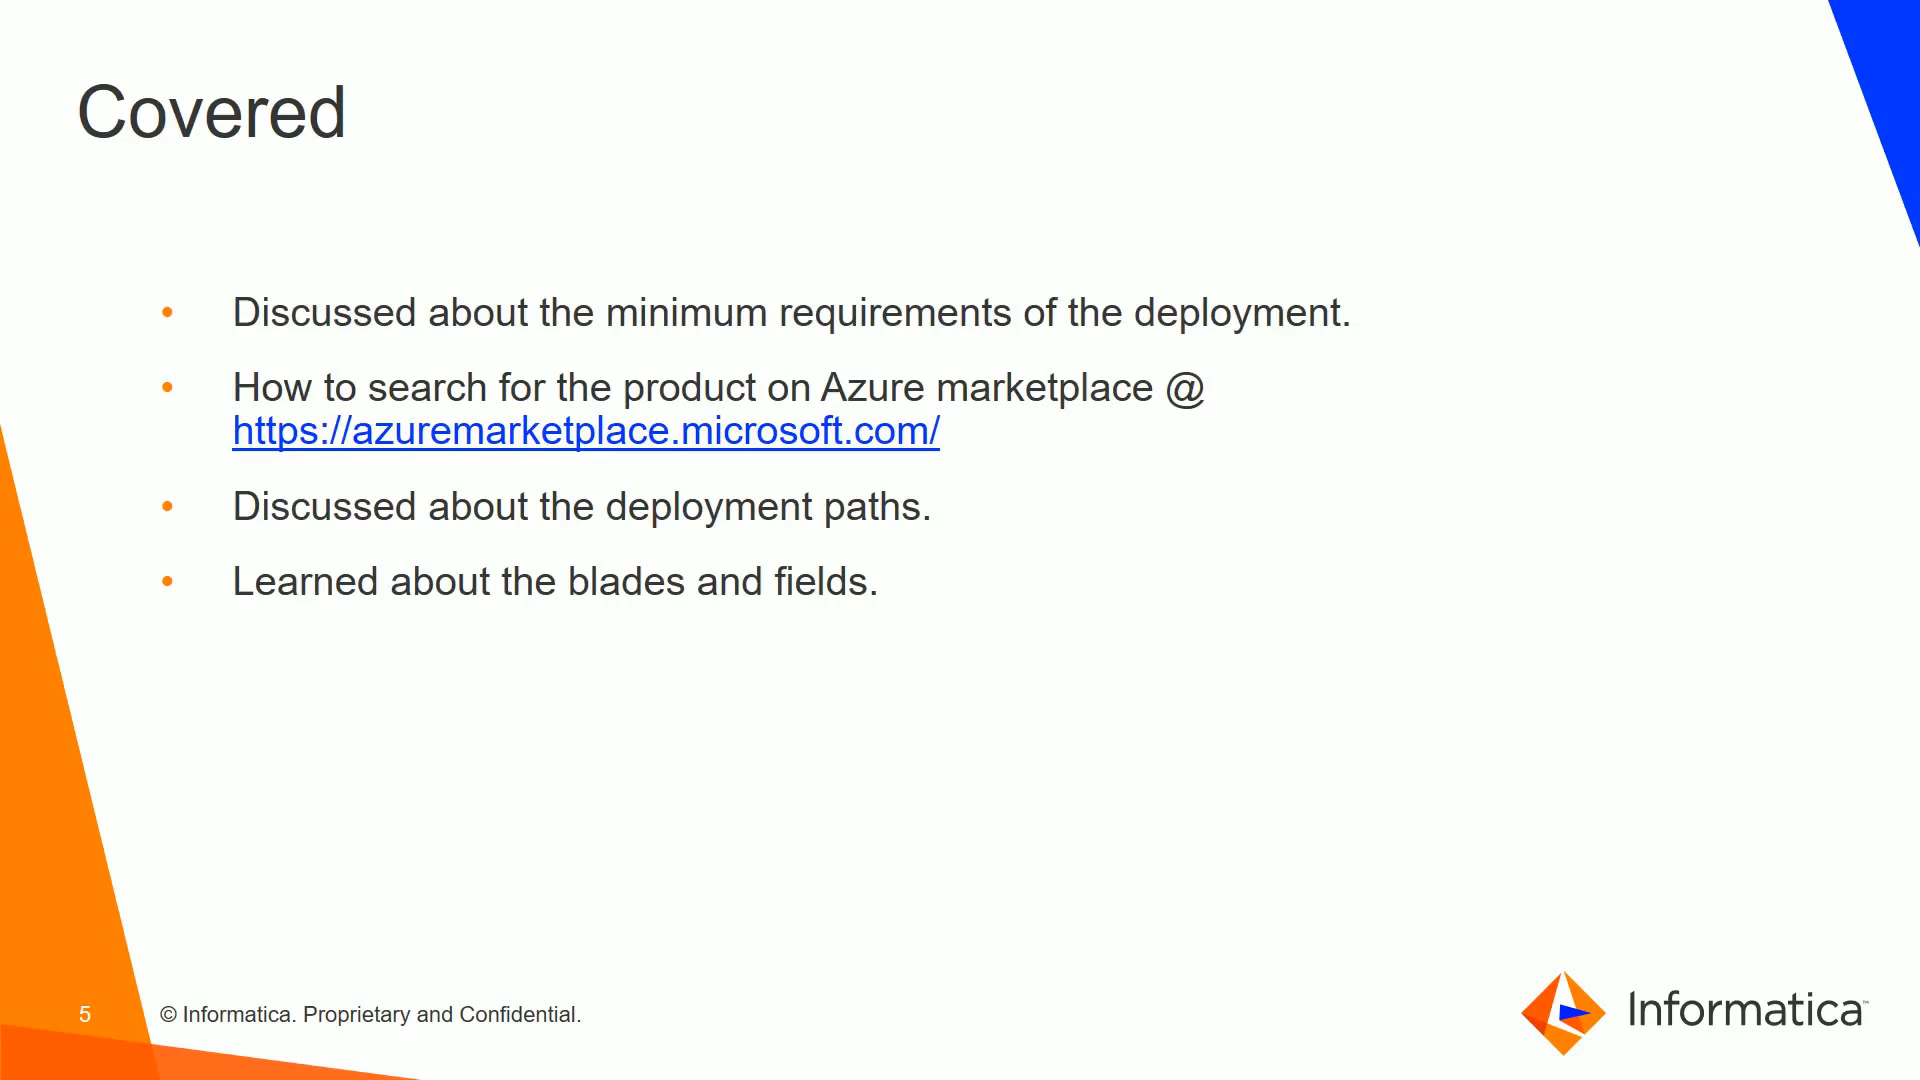 Covered
• Discussed about the minimum requirements of the deployment.
• How to search for the product on Azure marketplace @
https://azuremarketplace.microsoft.com/
• Discussed about the deployment paths.
• Learned about the blades and fields.
5 © Informatica. Proprietary and Confidential.
Informatica™